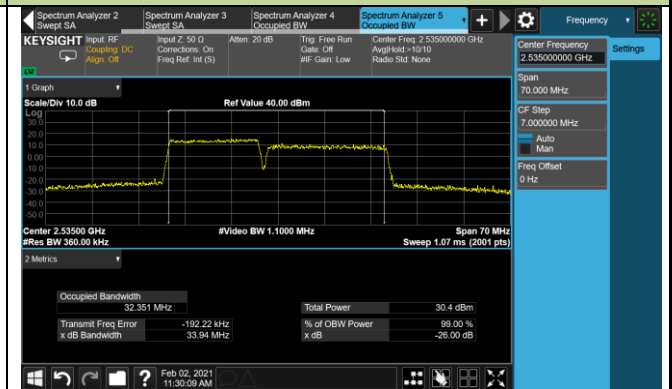 Spectrum Analyzer 2
Swept SA
Spectrum Analyzer 3
Swept SA
Spectrum Analyzer 4
Occupied BW
Spectrum Analyzer 5
Occupied BW
+
Frequency
KEYSIGHT
Input: RF
Coupling: DC
Align: Off
Input Z: 50 Ω
Corrections: On
Freq Ref: Int (S)
Atten: 20 dB
Trig: Free Run
Gate: Off
#IF Gain: Low
Center Freq: 2.535000000 GHz
Avg|Hold:>10/10
Radio Std: None
Center Frequency
2.535000000 GHz
Settings
Span
70.000 MHz
CF Step
7.000000 MHz
Auto
Man
Freq Offset
0 Hz
1 Graph
Scale/Div 10.0 dB
Ref Value 40.00 dBm
Log
30.0
20.0
10.0
0.00
-10.0
-20.0
-30.0
-40.0
-50.0
Center 2.53500 GHz
#Video BW 1.1000 MHz
Span 70 MHz
#Res BW 360.00 kHz
Sweep 1.07 ms (2001 pts)
2 Metrics
Occupied Bandwidth
32.351 MHz
Total Power
30.4 dBm
Transmit Freq Error
-192.22 kHz
% of OBW Power
99.00 %
x dB Bandwidth
33.94 MHz
x dB
-26.00 dB
?
Feb 02, 2021
11:30:09 AM